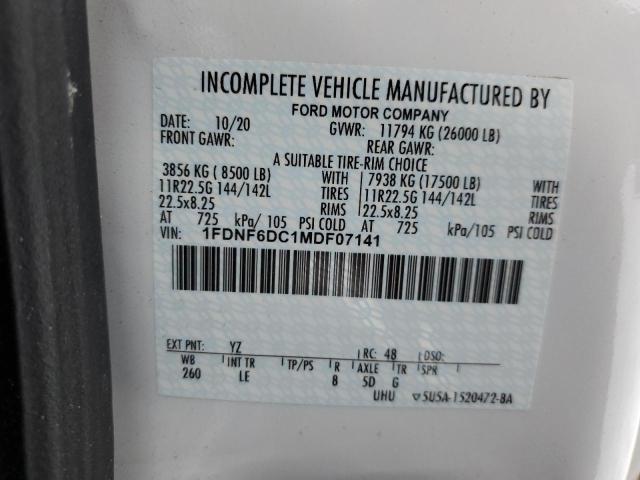 INCOMPLETE VEHICLE MANUFACTURED BY
FORD MOTOR COMPANY
DATE: 10/20 GVWR: 11794 KG (26000 LB)
FRONT GAWR: REAR GAWR:
A SUITABLE TIRE-RIM CHOICE
3856 KG ( 8500 LB) WITH 7938 KG (17500 LB) WITH
11R22.5G 144/142L TIRES 11R22.5G 144/142L TIRES
22.5x8.25 RIMS 22.5x8.25 RIMS
AT 725 kPa/ 105 PSI COLD AT 725 kPa/105 PSI COLD
VIN: 1FDNF6DC1MDF07141
EXT PNT: YZ RC: 48 DSO:
WB INT TR TP/PS R AXLE TR SPR
260 LE 8 5D G
UHU ▽5U5A-1520472-BA